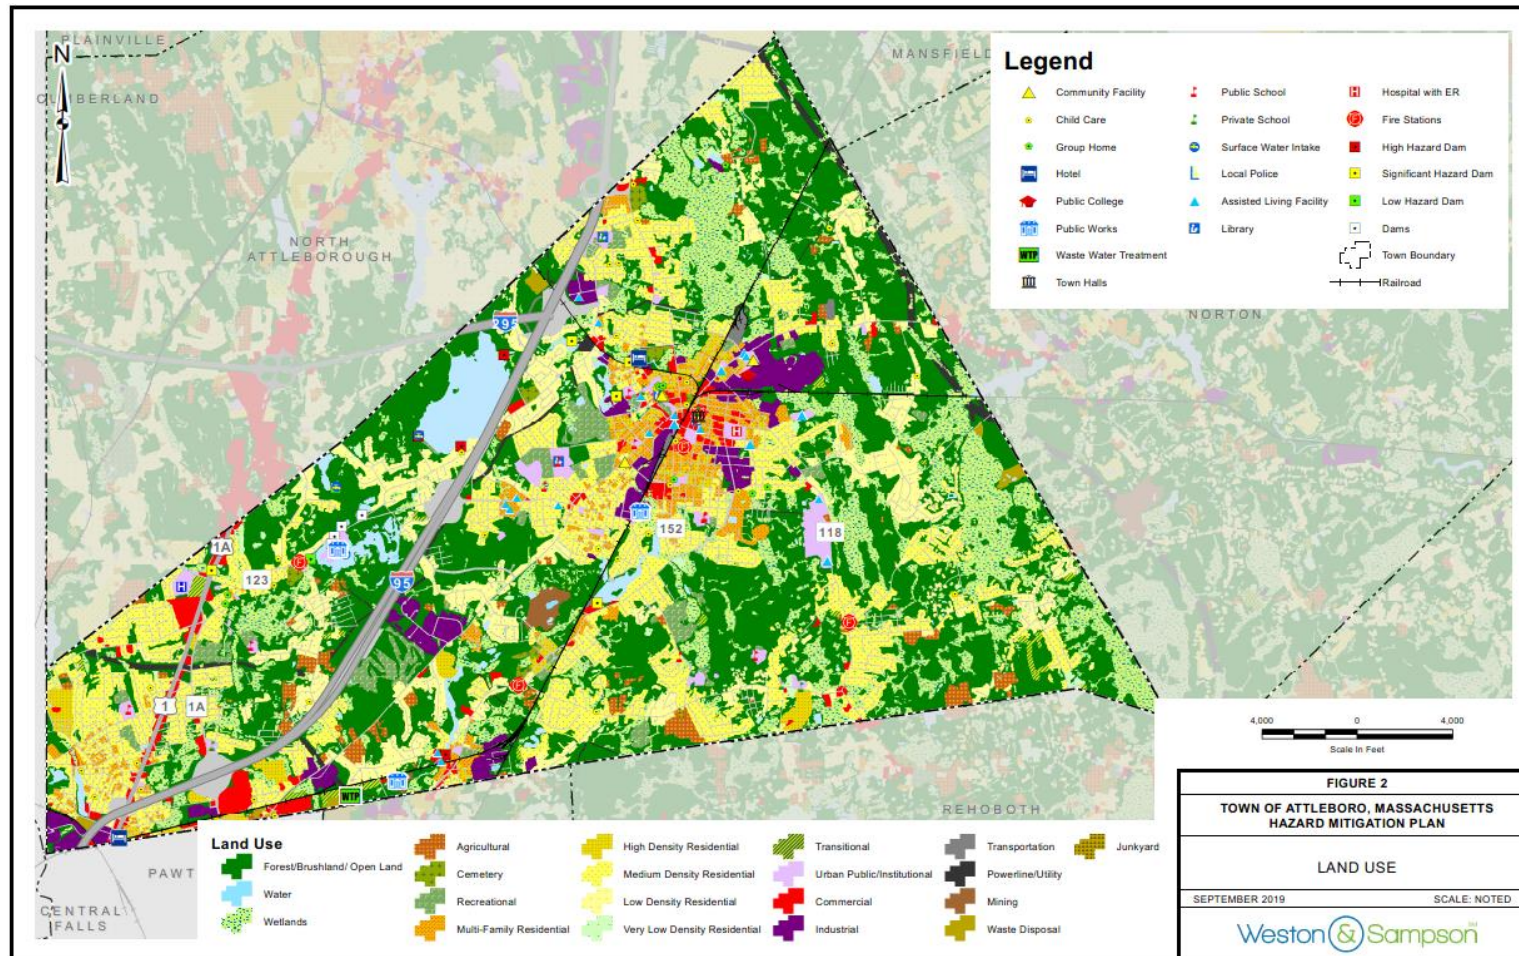 PLAINVILLE
MANSFIELD
N
CUMBERLAND
NORTH
ATTLEBOROUGH
295
NORTON
1A
123
95
152
118
1
1A
REHOBOTH
WTP
PAWT
CENTRAL
FALLS
Legend
Community Facility
Child Care
Group Home
Hotel
Public College
Public Works
WTP Waste Water Treatment
Town Halls
Public School
Private School
Surface Water Intake
Local Police
Assisted Living Facility
Library
H Hospital with ER
F Fire Stations
High Hazard Dam
Significant Hazard Dam
Low Hazard Dam
Dams
Town Boundary
Railroad
4,000 0 4,000
Scale In Feet
Land Use
Forest/Brushland/ Open Land
Water
Wetlands
Agricultural
Cemetery
Recreational
Multi-Family Residential
High Density Residential
Medium Density Residential
Low Density Residential
Very Low Density Residential
Transitional
Urban Public/Institutional
Commercial
Industrial
Transportation
Powerline/Utility
Mining
Waste Disposal
Junkyard
FIGURE 2
TOWN OF ATTLEBORO, MASSACHUSETTS
HAZARD MITIGATION PLAN
LAND USE
SEPTEMBER 2019 SCALE: NOTED
Weston & Sampson